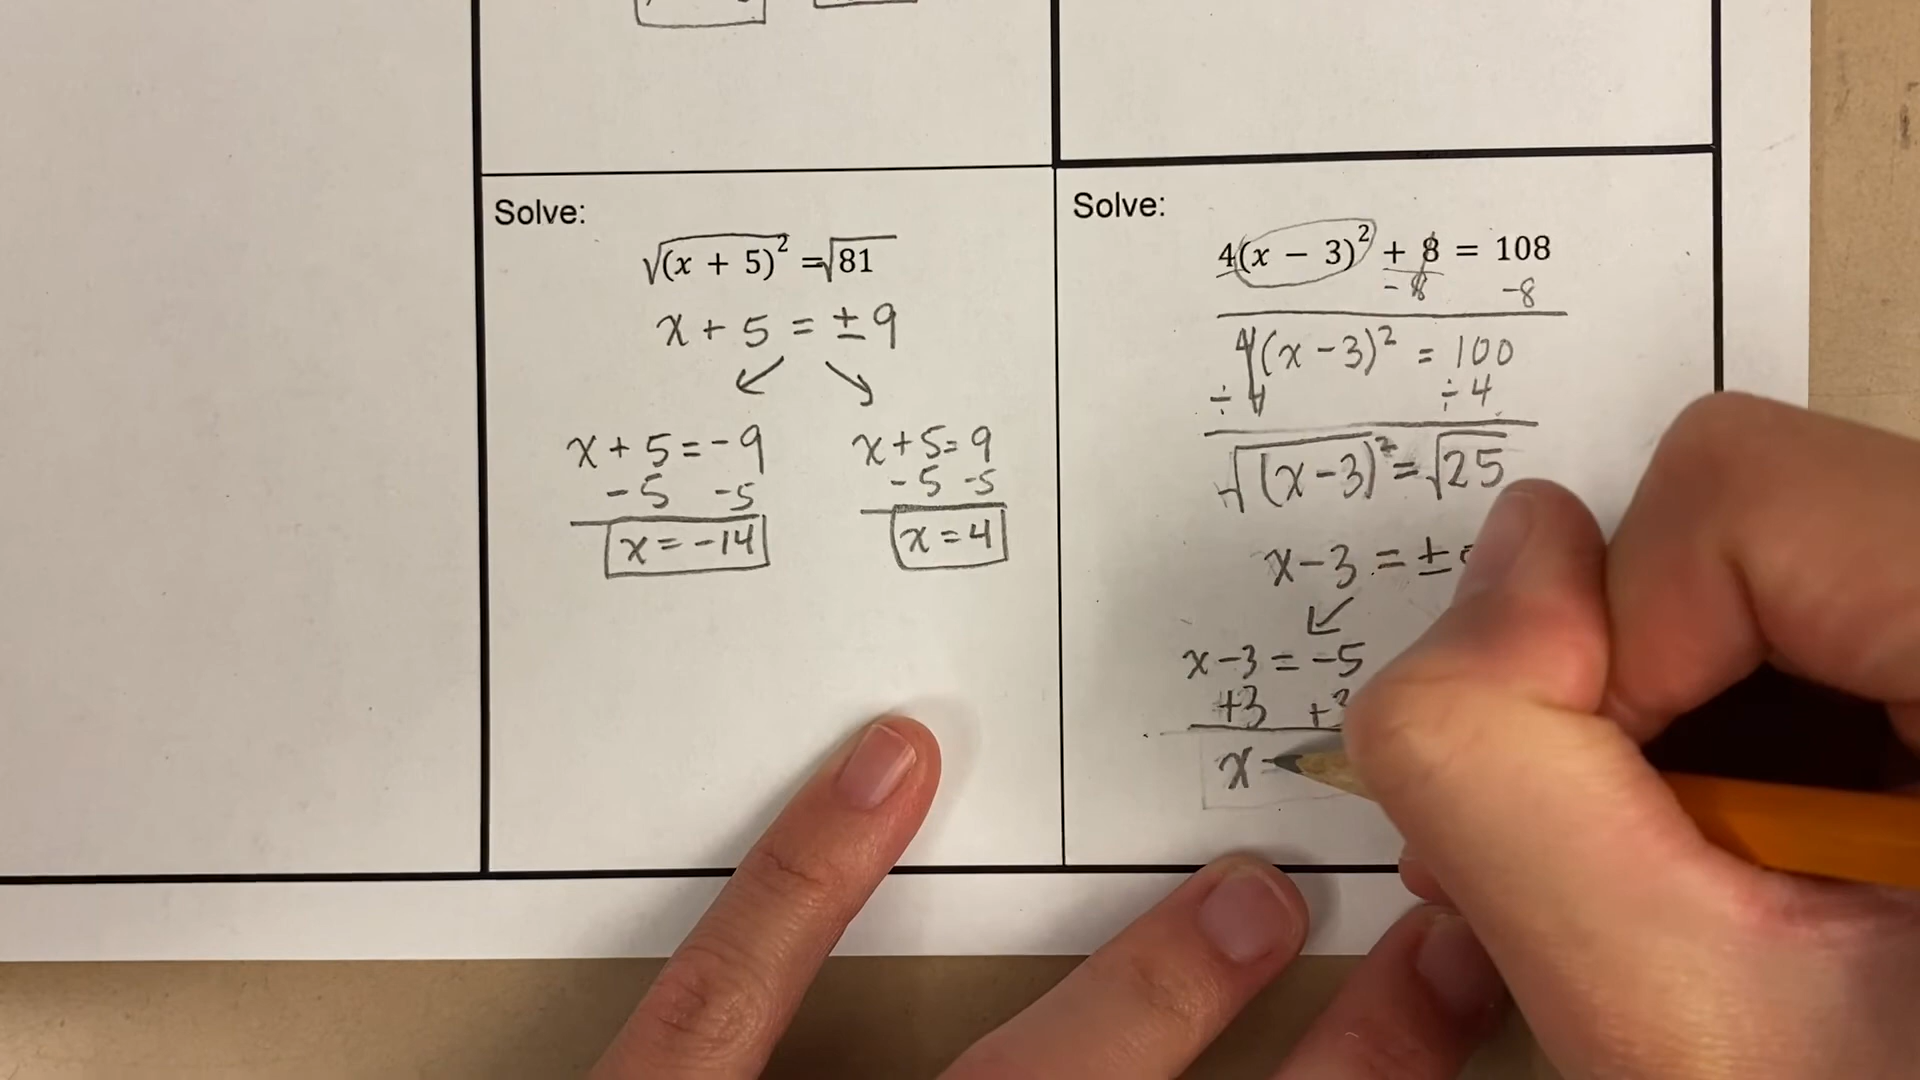 Solve:
√(x + 5)² = √81
x + 5 = ± 9
↙ ↘
x + 5 = -9 x + 5 = 9
-5 -5 -5 -5
x = -14 x = 4
Solve:
4(x − 3)² + 8 = 108
-8 -8
4(x - 3)² = 100
÷ 4 ÷ 4
√(x - 3)² = √25
x - 3 = ±
↙
x - 3 = -5
+3 +3
x